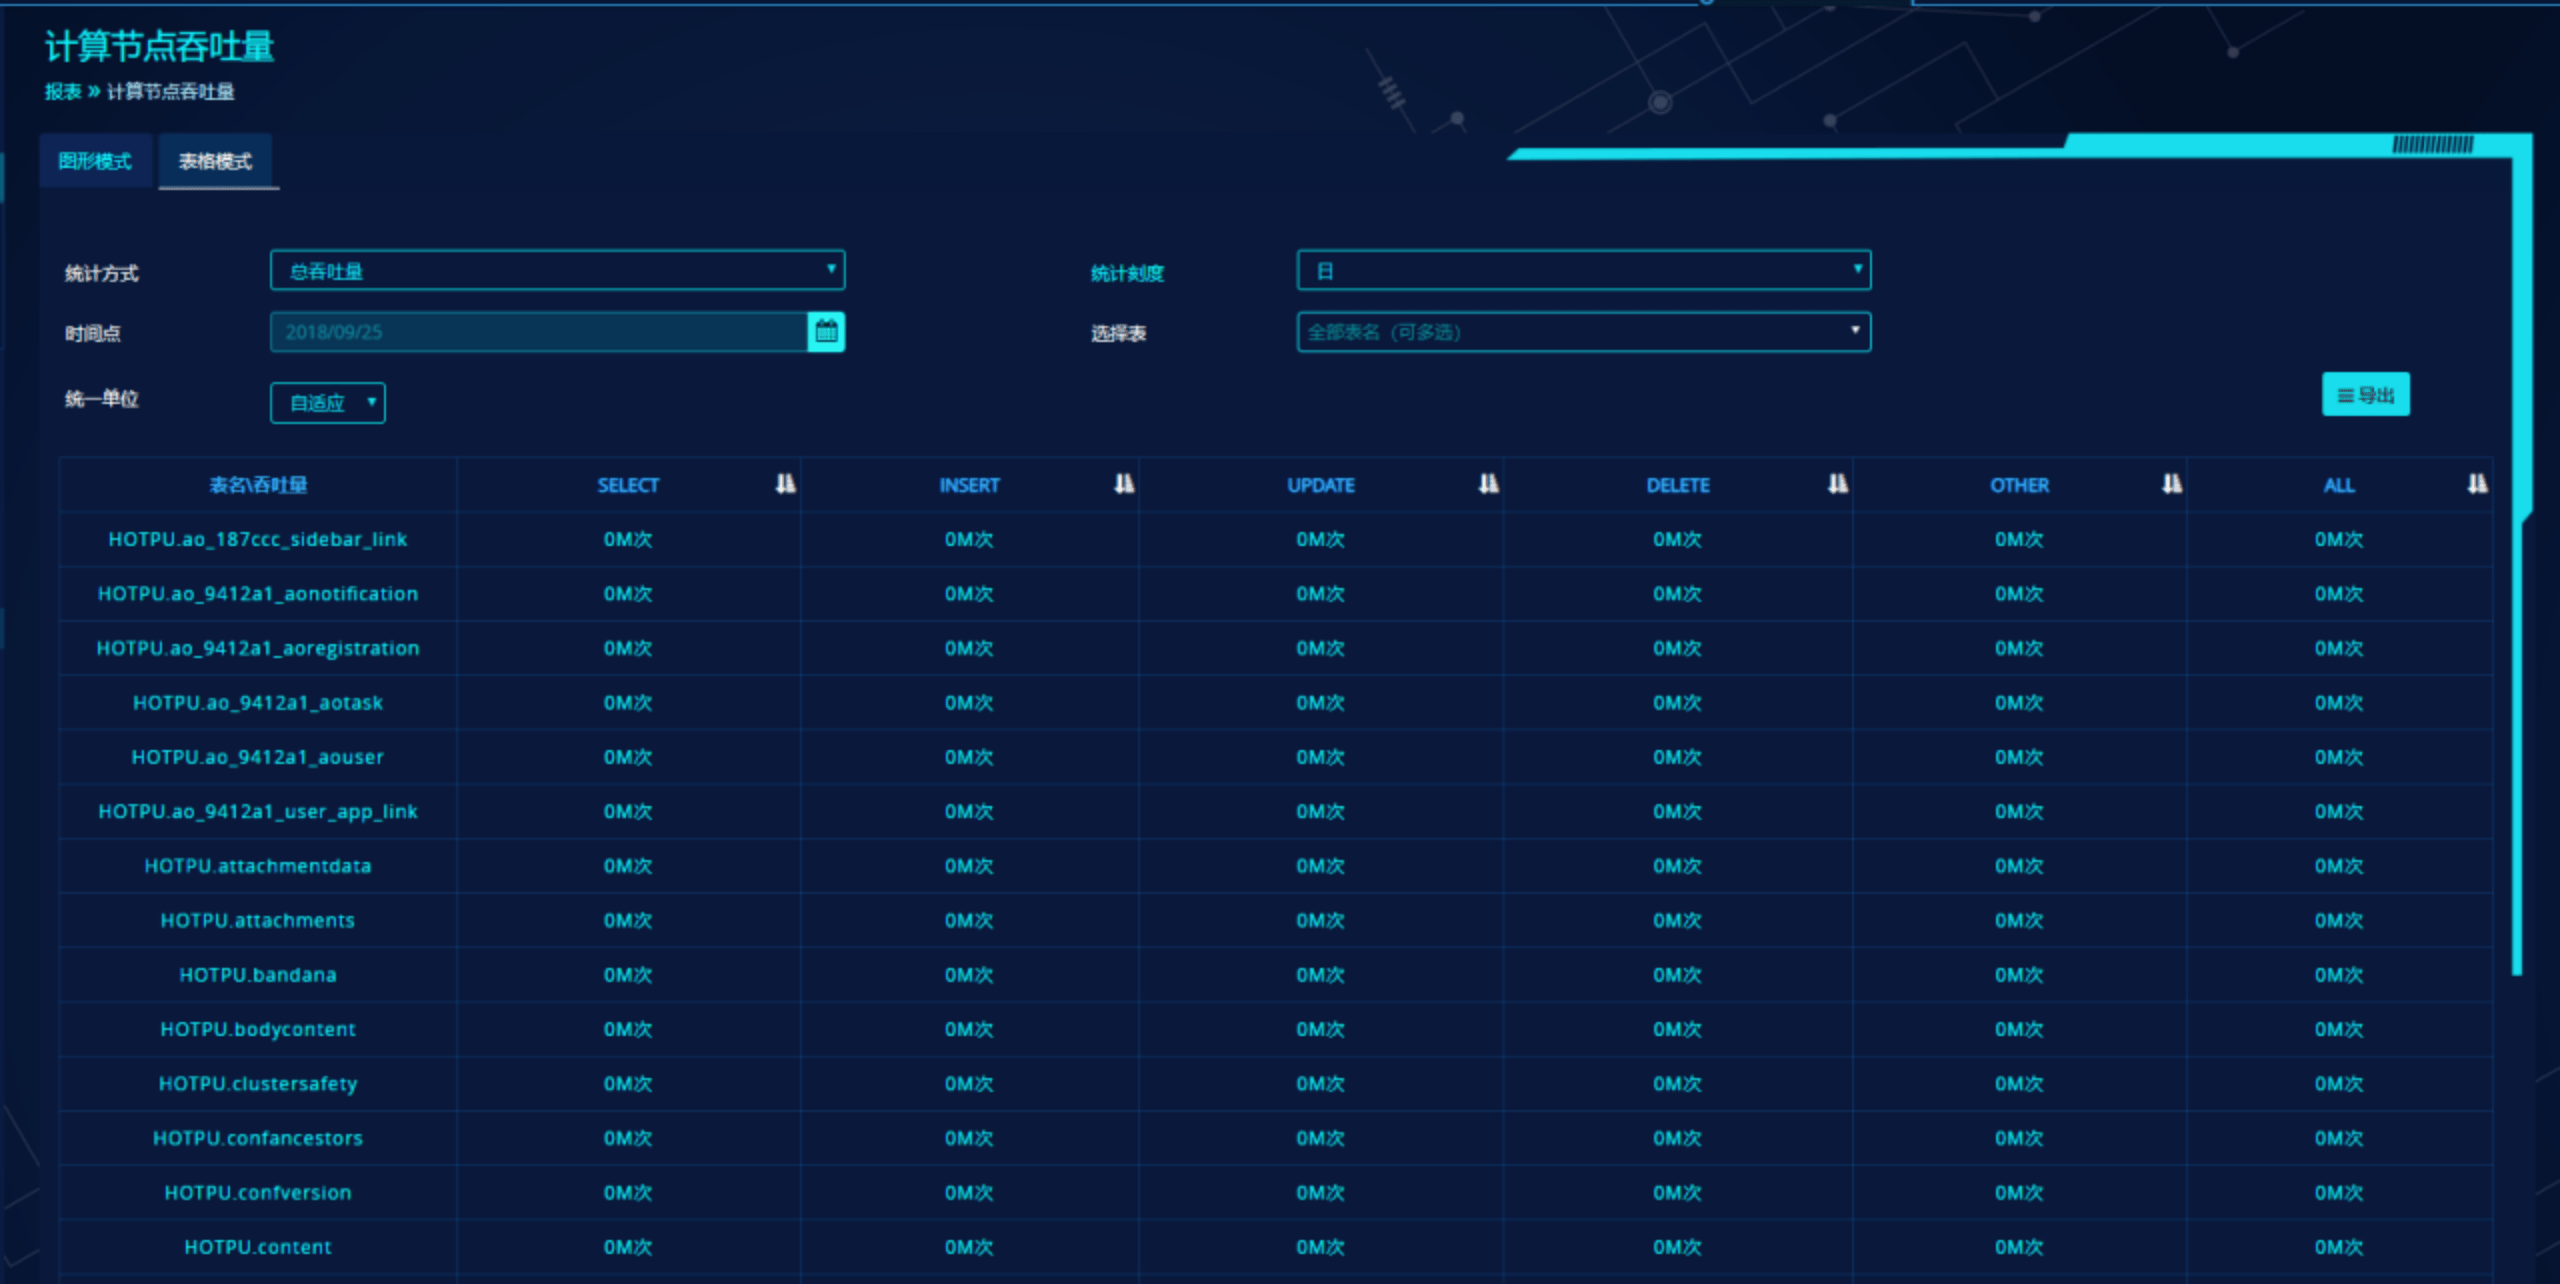 计算节点吞吐量
报表 » 计算节点吞吐量
图形模式 表格模式
统计方式 总吞吐量 统计刻度 日
时间点 2018/09/25 选择表 全部表名（可多选）
统一单位 自适应 导出
表名\吞吐量 SELECT INSERT UPDATE DELETE OTHER ALL
HOTPU.ao_187ccc_sidebar_link 0M次 0M次 0M次 0M次 0M次 0M次
HOTPU.ao_9412a1_aonotification 0M次 0M次 0M次 0M次 0M次 0M次
HOTPU.ao_9412a1_aoregistration 0M次 0M次 0M次 0M次 0M次 0M次
HOTPU.ao_9412a1_aotask 0M次 0M次 0M次 0M次 0M次 0M次
HOTPU.ao_9412a1_aouser 0M次 0M次 0M次 0M次 0M次 0M次
HOTPU.ao_9412a1_user_app_link 0M次 0M次 0M次 0M次 0M次 0M次
HOTPU.attachmentdata 0M次 0M次 0M次 0M次 0M次 0M次
HOTPU.attachments 0M次 0M次 0M次 0M次 0M次 0M次
HOTPU.bandana 0M次 0M次 0M次 0M次 0M次 0M次
HOTPU.bodycontent 0M次 0M次 0M次 0M次 0M次 0M次
HOTPU.clustersafety 0M次 0M次 0M次 0M次 0M次 0M次
HOTPU.confancestors 0M次 0M次 0M次 0M次 0M次 0M次
HOTPU.confversion 0M次 0M次 0M次 0M次 0M次 0M次
HOTPU.content 0M次 0M次 0M次 0M次 0M次 0M次